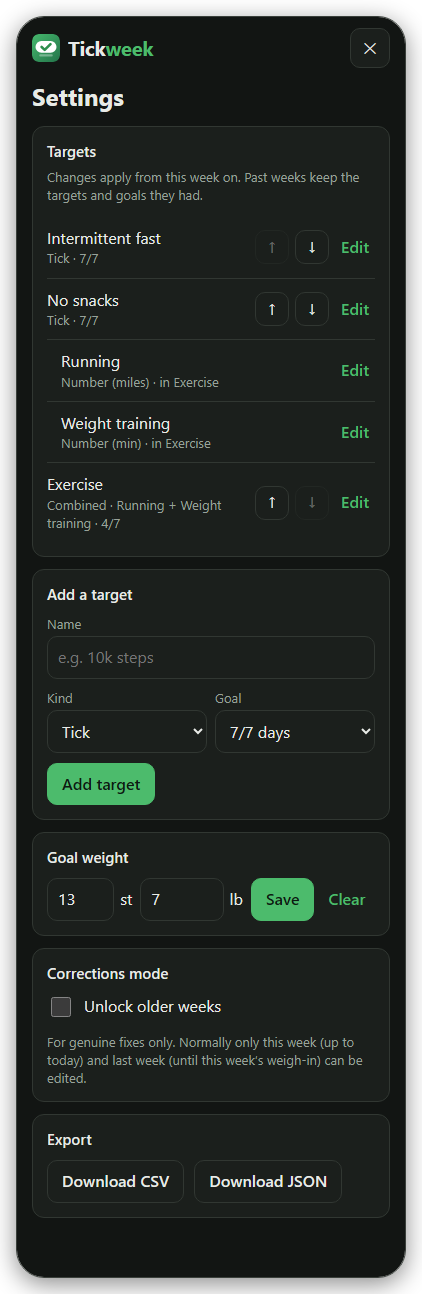 Tickweek
×
Settings
Targets
Changes apply from this week on. Past weeks keep the
targets and goals they had.
Intermittent fast
Tick · 7/7
↑ ↓ Edit
No snacks
Tick · 7/7
↑ ↓ Edit
Running
Number (miles) · in Exercise
Edit
Weight training
Number (min) · in Exercise
Edit
Exercise
Combined · Running + Weight
training · 4/7
↑ ↓ Edit
Add a target
Name
e.g. 10k steps
Kind Goal
Tick 7/7 days
Add target
Goal weight
13 st 7 lb Save Clear
Corrections mode
Unlock older weeks
For genuine fixes only. Normally only this week (up to
today) and last week (until this week's weigh-in) can be
edited.
Export
Download CSV Download JSON